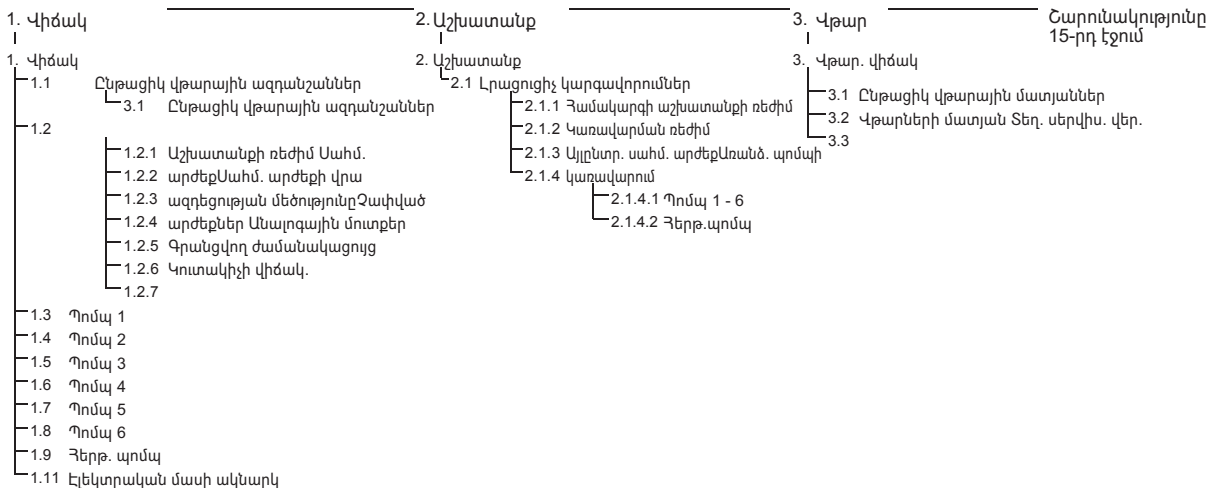 1. Վիճակ
2. Աշխատանք
3. Վթար
Շարունակությունը
15-րդ էջում
1. Վիճակ
1.1 Ընթացիկ վթարային ազդանշաններ
3.1 Ընթացիկ վթարային ազդանշաններ
1.2
1.2.1 Աշխատանքի ռեժիմ Սահմ.
1.2.2 արժեքՍահմ. արժեքի վրա
1.2.3 ազդեցության մեծությունըՉափված
1.2.4 արժեքներ Անալոգային մուտքեր
1.2.5 Գրանցվող ժամանակացույց
1.2.6 Կուտակիչի վիճակ.
1.2.7
1.3 Պոմպ 1
1.4 Պոմպ 2
1.5 Պոմպ 3
1.6 Պոմպ 4
1.7 Պոմպ 5
1.8 Պոմպ 6
1.9 Հերթ. պոմպ
1.11 Էլեկտրական մասի ակնարկ
2. Աշխատանք
2.1 Լրացուցիչ կարգավորումներ
2.1.1 Համակարգի աշխատանքի ռեժիմ
2.1.2 Կառավարման ռեժիմ
2.1.3 Այլընտր. սահմ. արժեքԱռանձ. պոմպի
2.1.4 կառավարում
2.1.4.1 Պոմպ 1 - 6
2.1.4.2 Հերթ.պոմպ
3. Վթար. վիճակ
3.1 Ընթացիկ վթարային մատյաններ
3.2 Վթարների մատյան Տեղ. սերվիս. վեր.
3.3